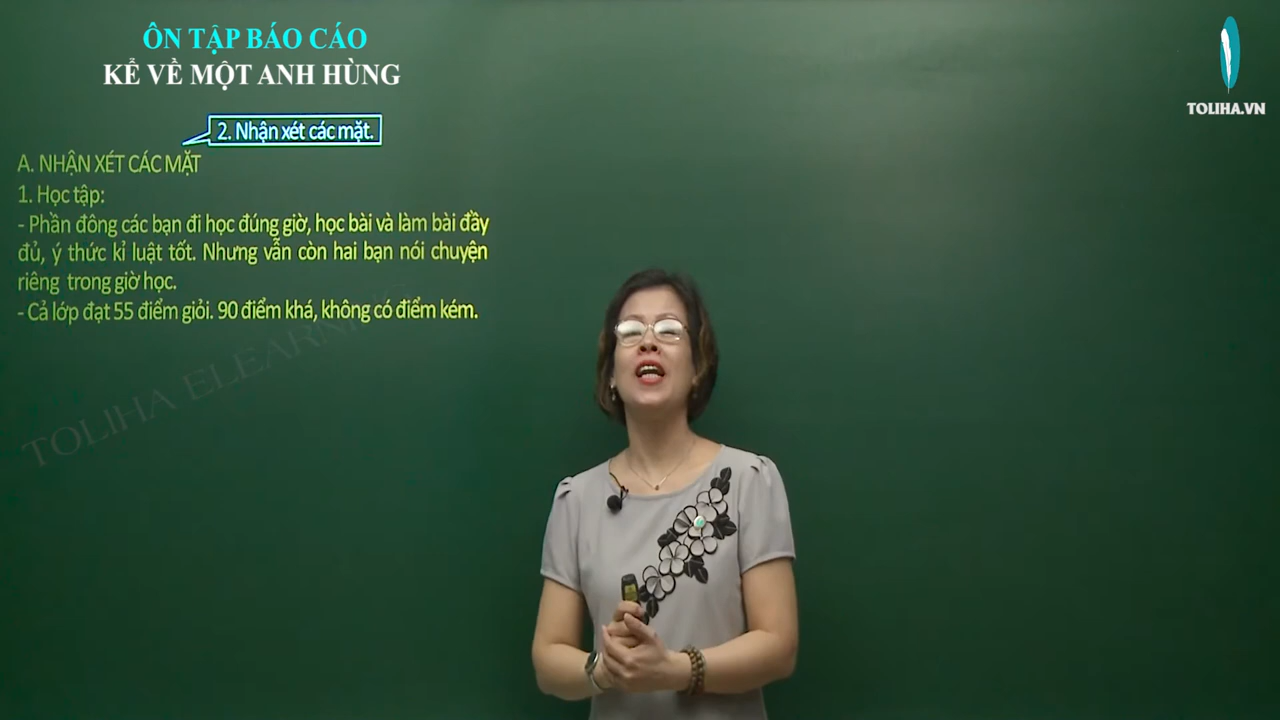 ÔN TẬP BÁO CÁO
KỂ VỀ MỘT ANH HÙNG
TOLIHA.VN
2. Nhận xét các mặt.
A. NHẬN XÉT CÁC MẶT
1. Học tập:
- Phần đông các bạn đi học đúng giờ, học bài và làm bài đầy
đủ, ý thức kỉ luật tốt. Nhưng vẫn còn hai bạn nói chuyện
riêng trong giờ học.
- Cả lớp đạt 55 điểm giỏi. 90 điểm khá, không có điểm kém.
TOLIHA ELEARNING